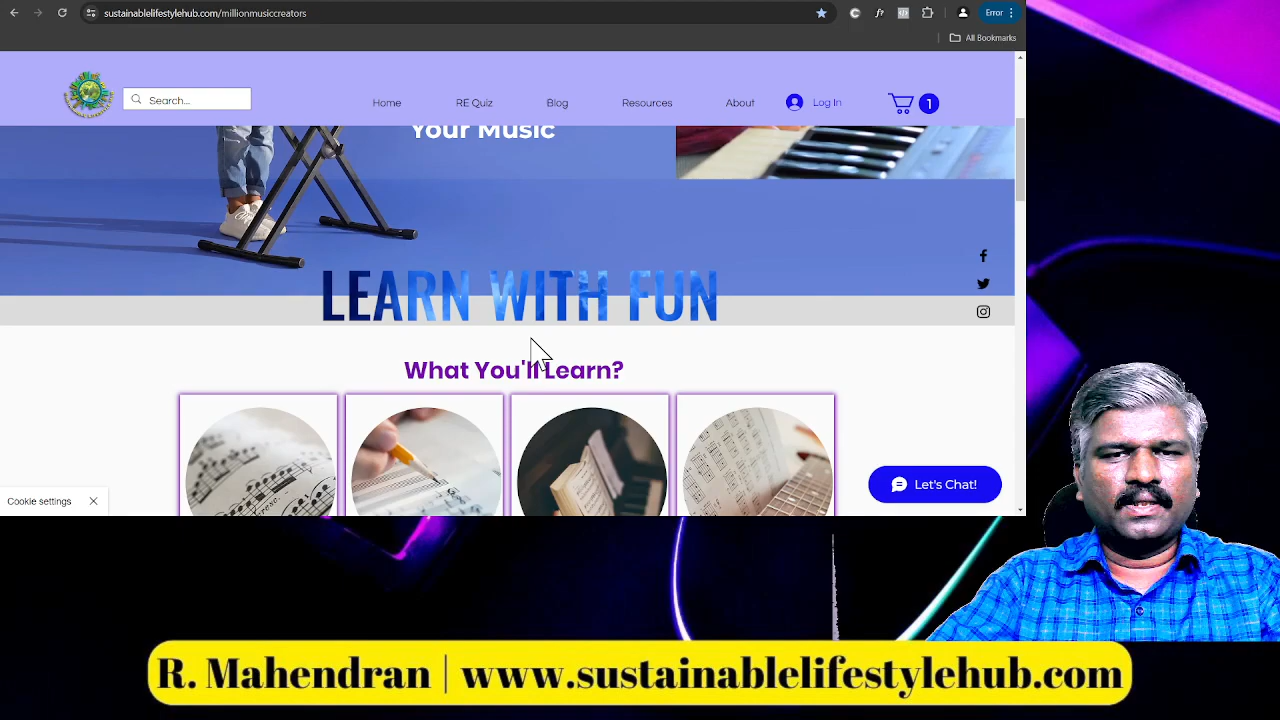 sustainablelifestylehub.com/millionmusiccreators
Error
All Bookmarks
Search...
Home
RE Quiz
Blog
Resources
About
Log In
1
Your Music
LEARN WITH FUN
What You'll Learn?
Cookie settings
Let's Chat!
R. Mahendran | www.sustainablelifestylehub.com